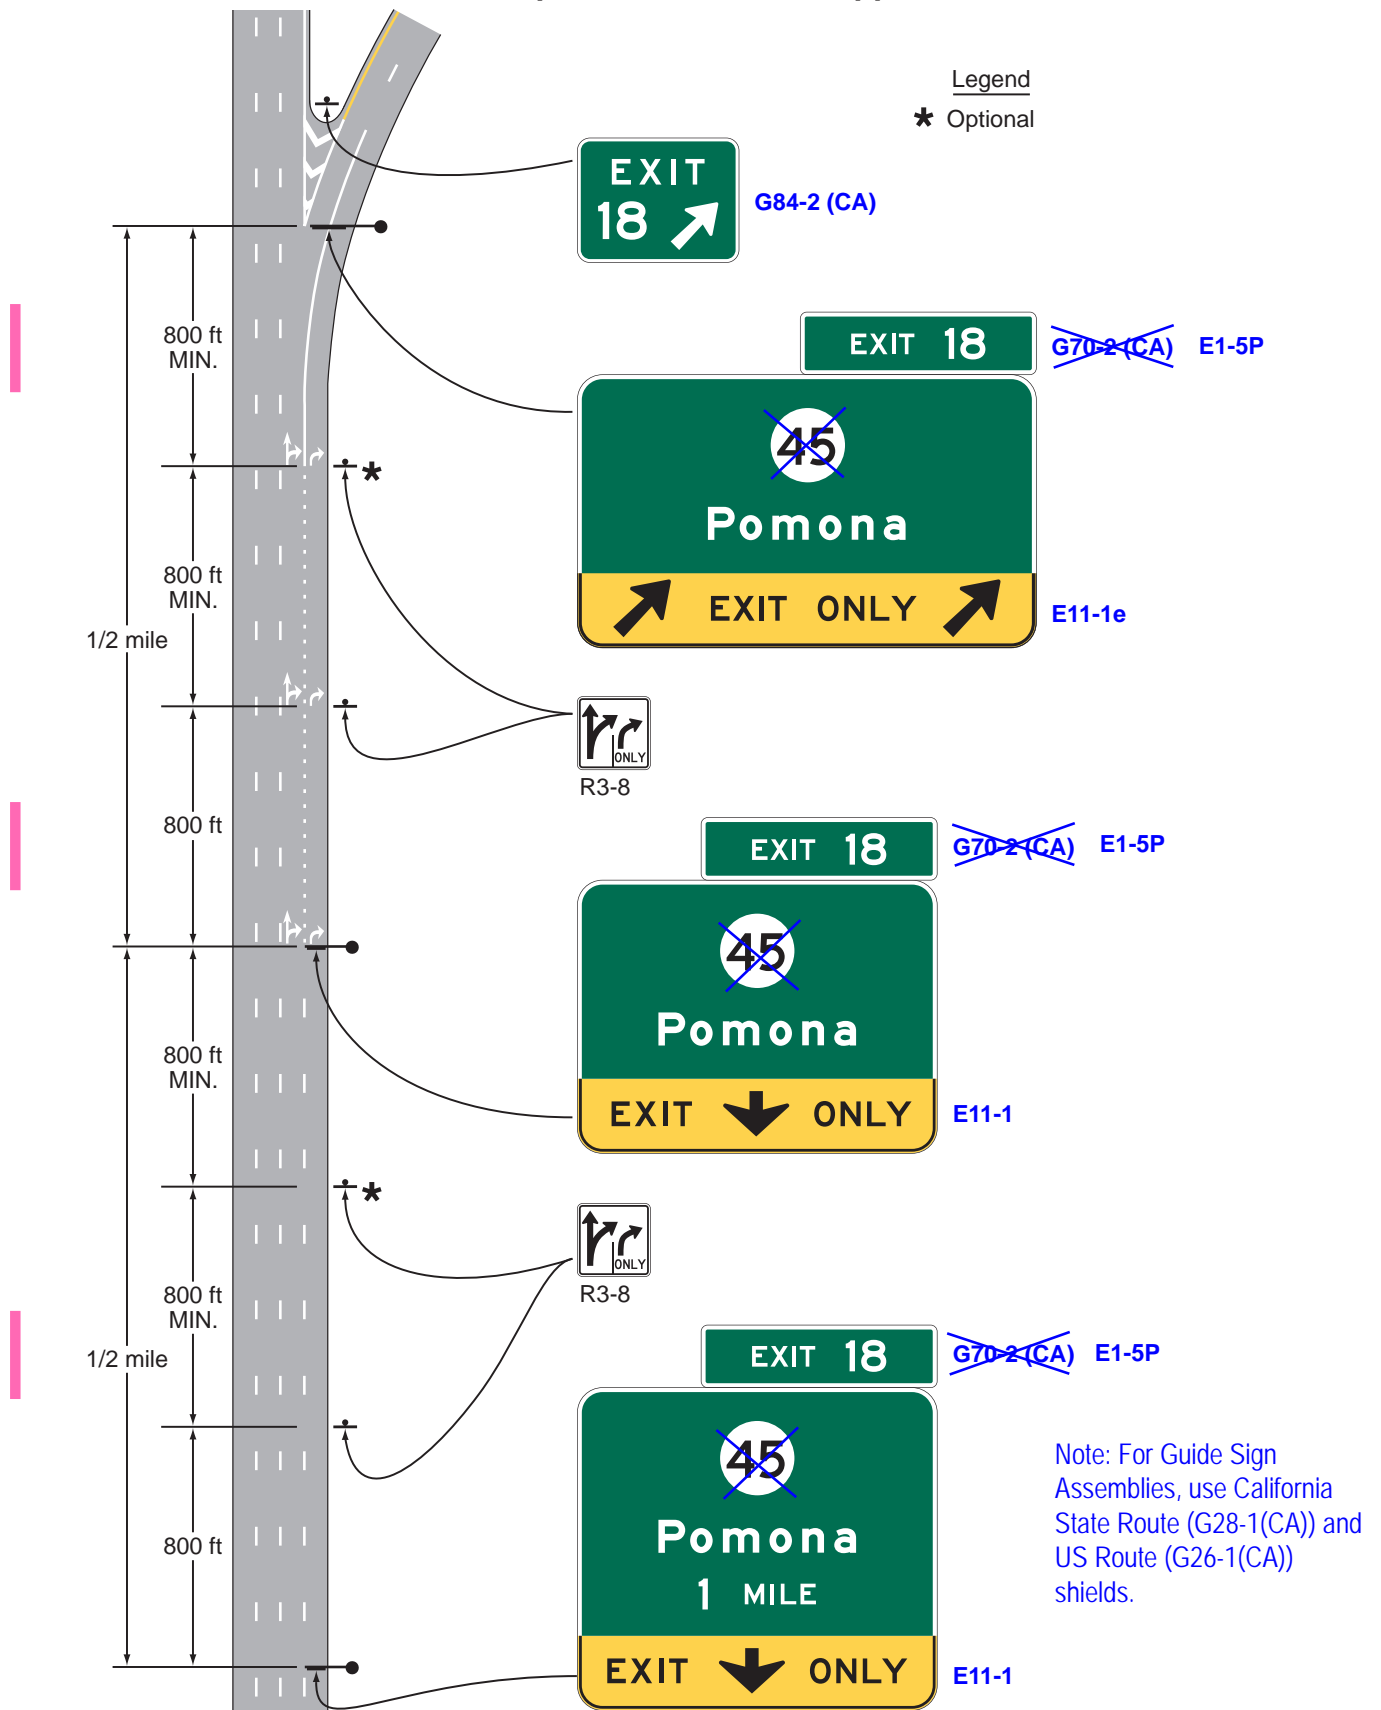 Legend
* Optional
EXIT
18
G84-2 (CA)
800 ft
MIN.
EXIT 18
G70-2 (CA) E1-5P
45
Pomona
EXIT ONLY
E11-1e
*
800 ft
MIN.
1/2 mile
ONLY
R3-8
800 ft
EXIT 18
G70-2 (CA) E1-5P
45
Pomona
EXIT ONLY
E11-1
800 ft
MIN.
*
ONLY
R3-8
800 ft
MIN.
1/2 mile
EXIT 18
G70-2 (CA) E1-5P
45
Pomona
1 MILE
EXIT ONLY
E11-1
800 ft
Note: For Guide Sign
Assemblies, use California
State Route (G28-1(CA)) and
US Route (G26-1(CA))
shields.